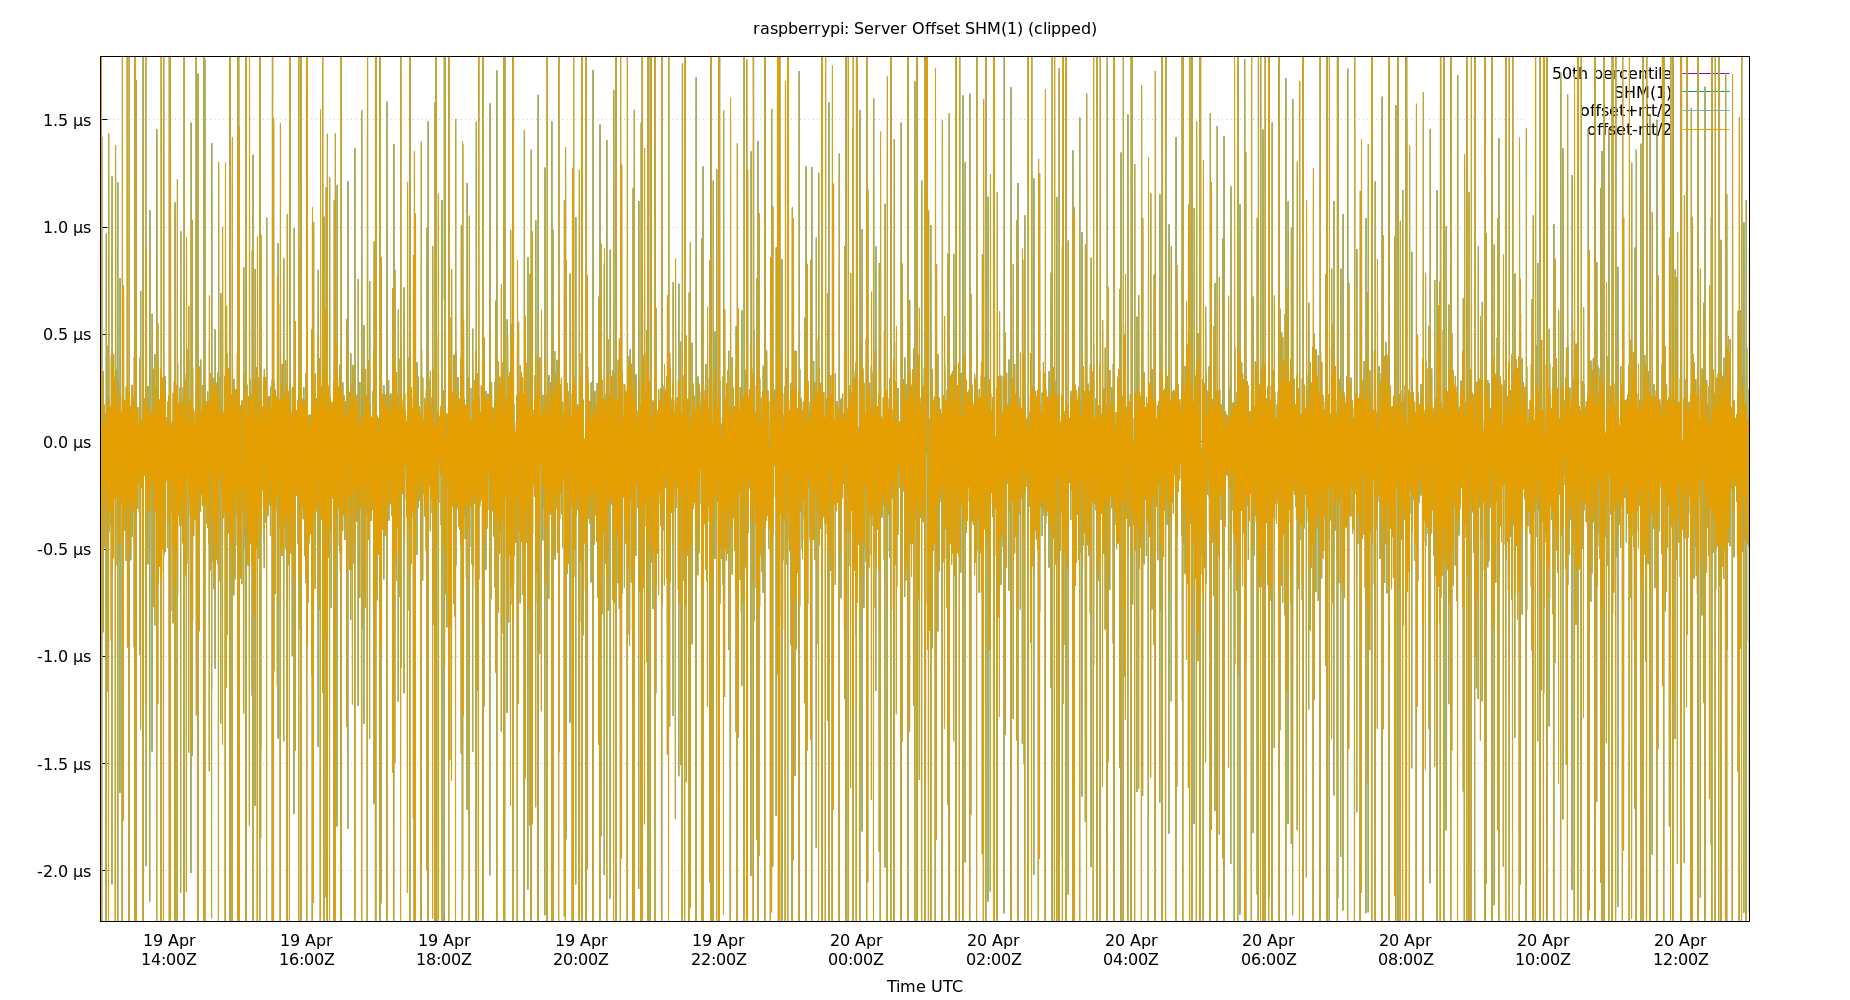 raspberrypi: Server Offset SHM(1) (clipped)
50th percentile
SHM(1)
offset+rtt/2
offset-rtt/2
1.5 µs
1.0 µs
0.5 µs
0.0 µs
-0.5 µs
-1.0 µs
-1.5 µs
-2.0 µs
19 Apr 19 Apr 19 Apr 19 Apr 19 Apr 20 Apr 20 Apr 20 Apr 20 Apr 20 Apr 20 Apr 20 Apr
14:00Z 16:00Z 18:00Z 20:00Z 22:00Z 00:00Z 02:00Z 04:00Z 06:00Z 08:00Z 10:00Z 12:00Z
Time UTC